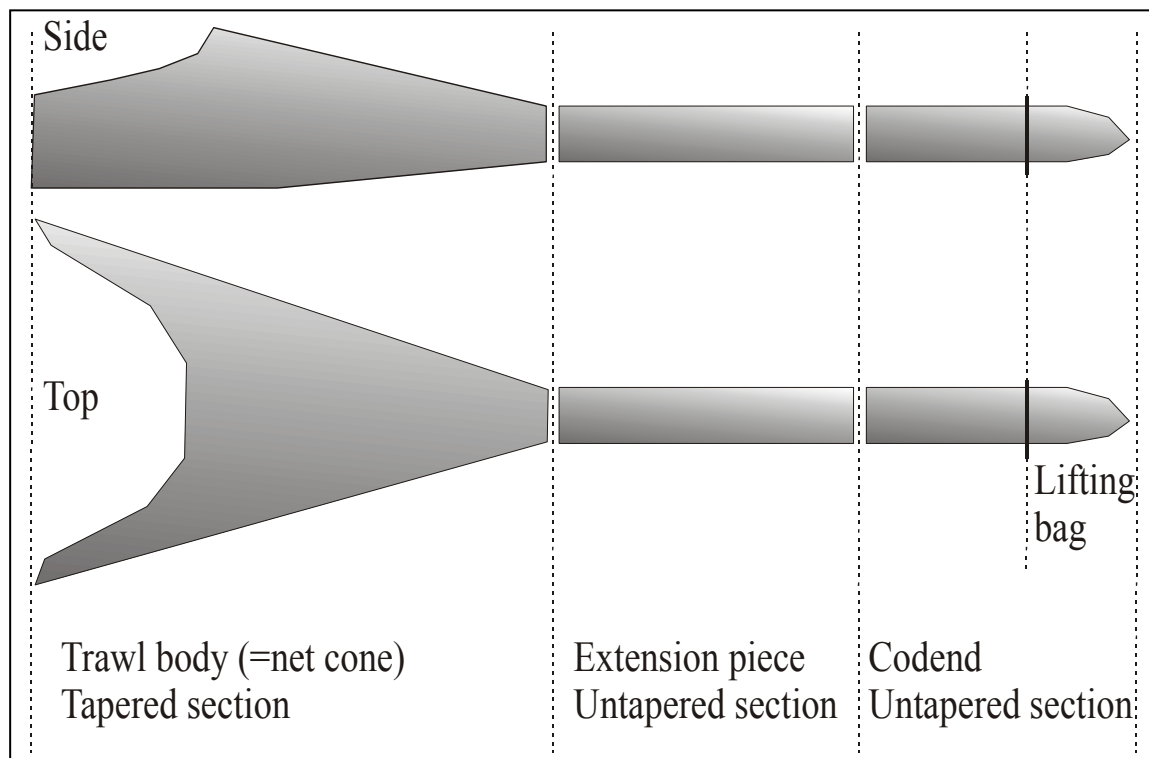 Side
Top
Lifting
bag
Trawl body (=net cone)
Tapered section
Extension piece
Untapered section
Codend
Untapered section